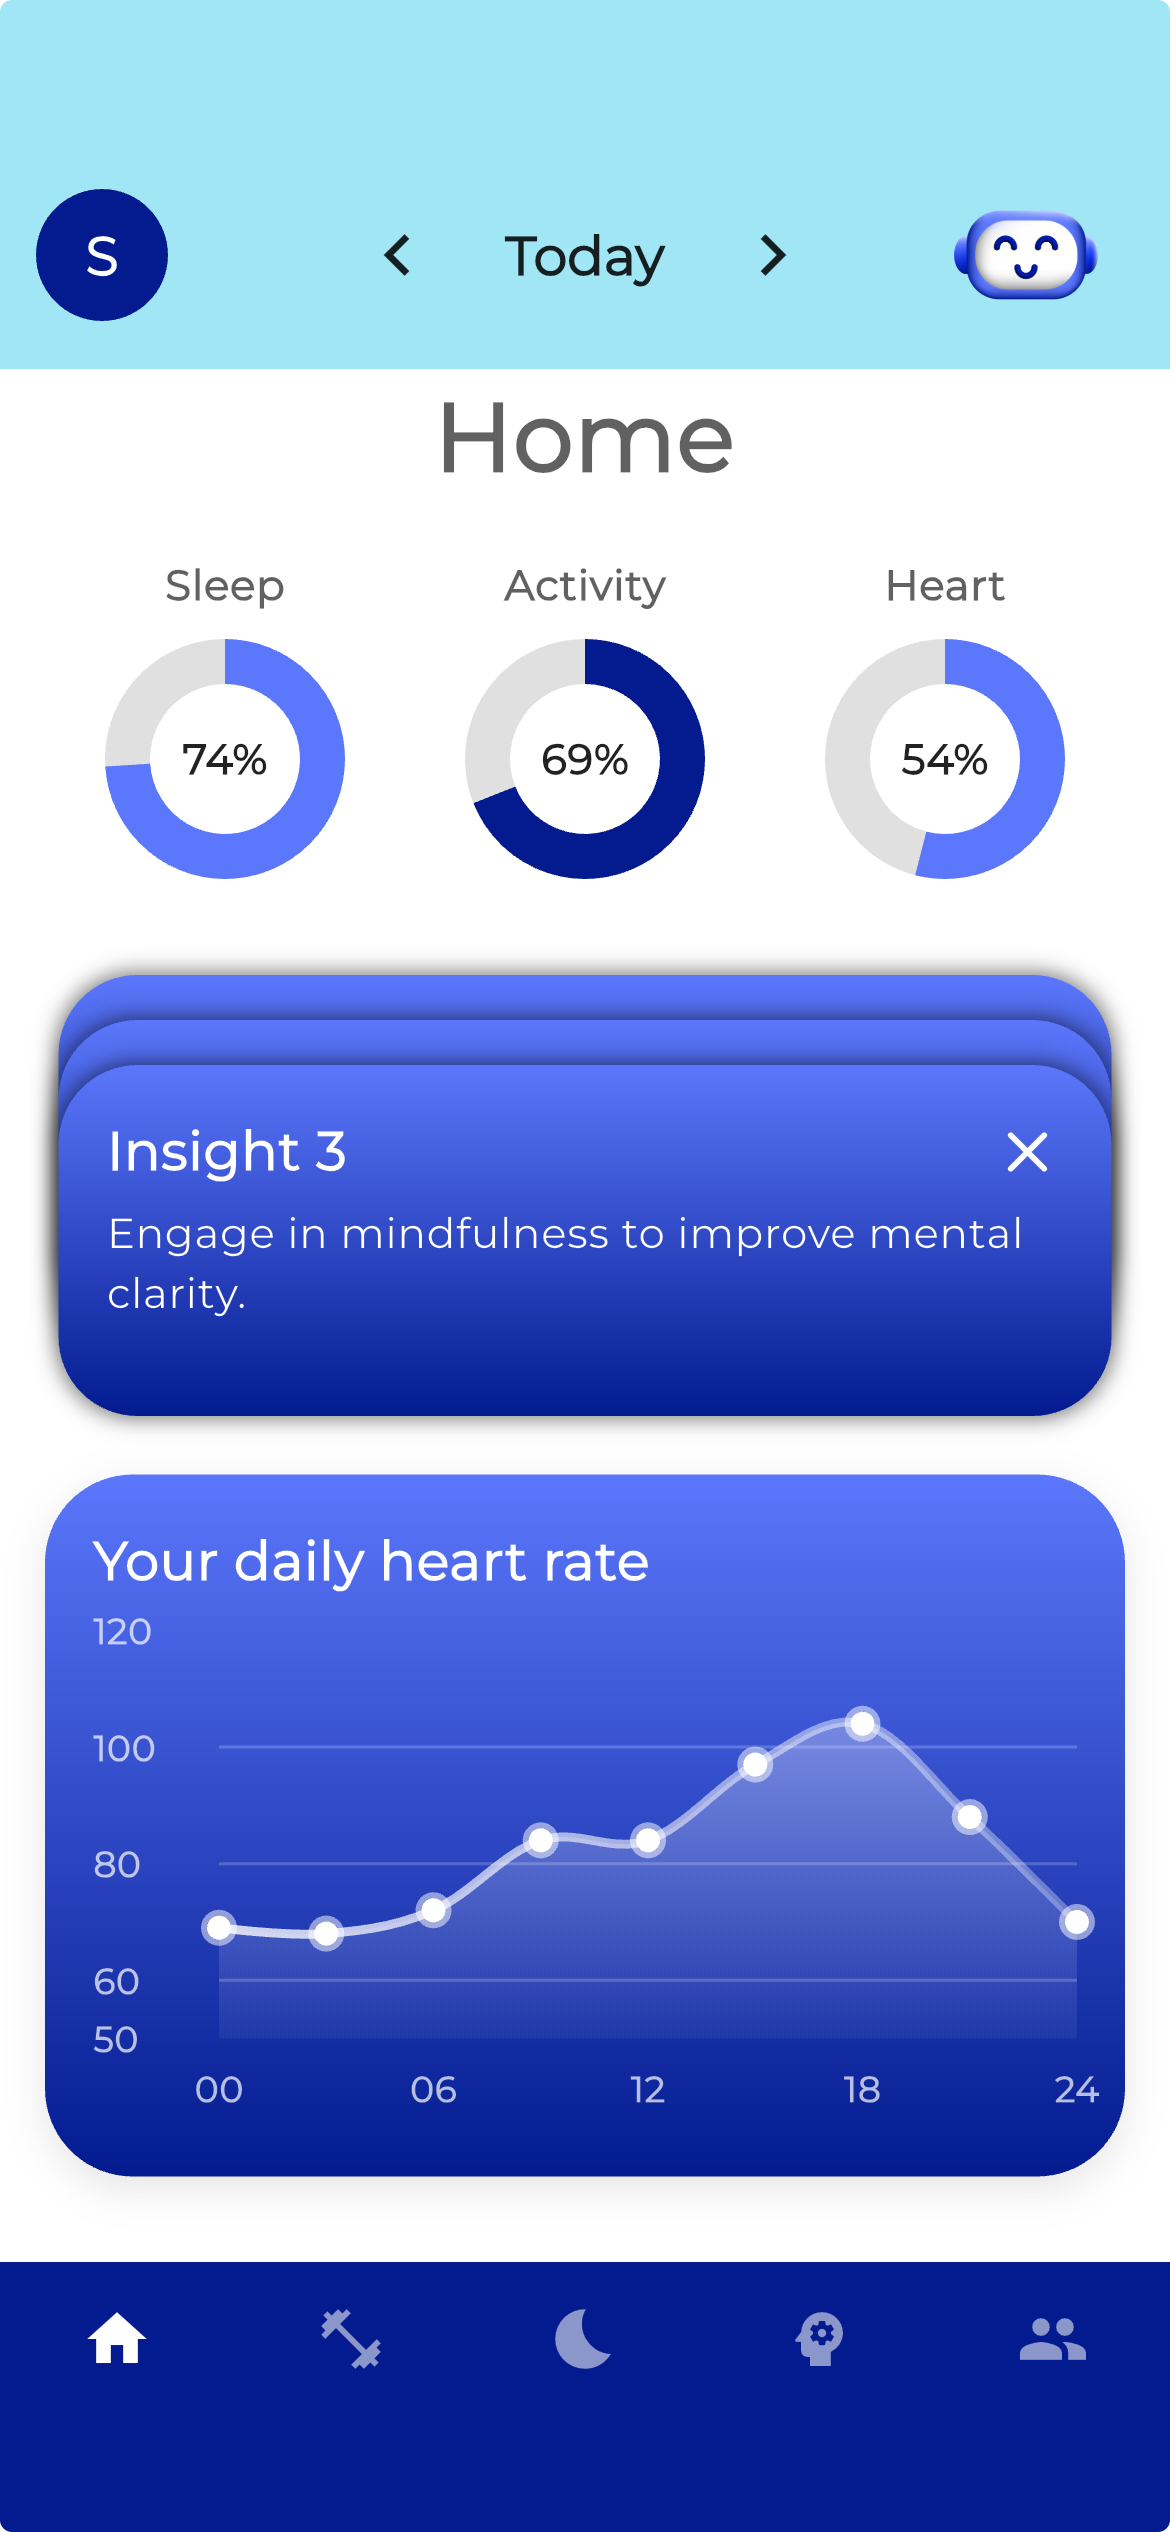 S
Today
Home
Sleep
Activity
Heart
74%
69%
54%
Insight 3
Engage in mindfulness to improve mental
clarity.
Your daily heart rate
120
100
80
60
50
00
06
12
18
24